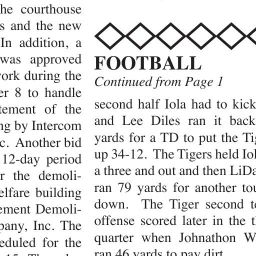 he courthouse
s and the new
In addition, a
was approved
ork during the
er 8 to handle
tement of the
ng by Intercom
c. Another bid
12-day period
r the demoli-
elfare building
ement Demoli-
pany, Inc. The
eduled for the
FOOTBALL
Continued from Page 1
second half Iola had to kick
and Lee Diles ran it back
yards for a TD to put the Tig
up 34-12. The Tigers held Iol
a three and out and then LiDa
ran 79 yards for another tou
down. The Tiger second te
offense scored later in the th
quarter when Johnathon W
ran 46 yards to pay dirt.